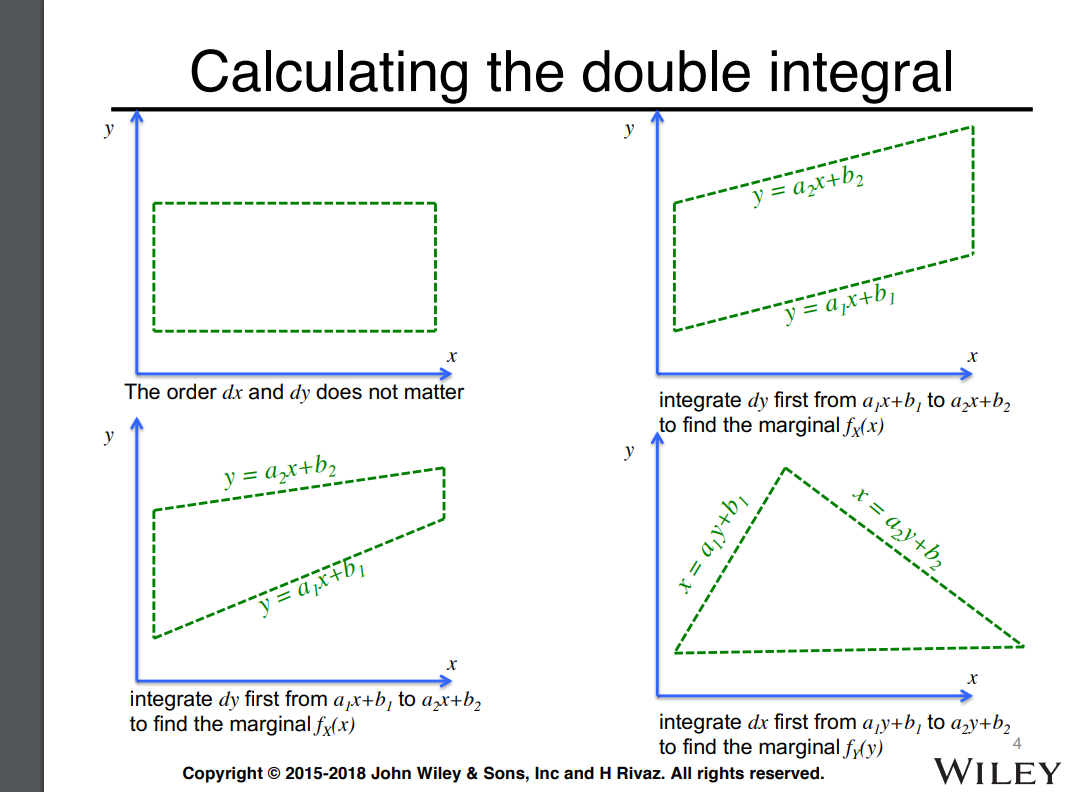 Calculating the double integral
y
x
The order dx and dy does not matter
y
y = a₂x+b₂
y = a₁x+b₁
x
integrate dy first from a₁x+b₁ to a₂x+b₂
to find the marginal fX(x)
y
y = a₂x+b₂
y = a₁x+b₁
x
integrate dy first from a₁x+b₁ to a₂x+b₂
to find the marginal fX(x)
y
x = a₁y+b₁
x = a₂y+b₂
x
integrate dx first from a₁y+b₁ to a₂y+b₂
to find the marginal fY(y)
4
Copyright © 2015-2018 John Wiley & Sons, Inc and H Rivaz. All rights reserved.
WILEY